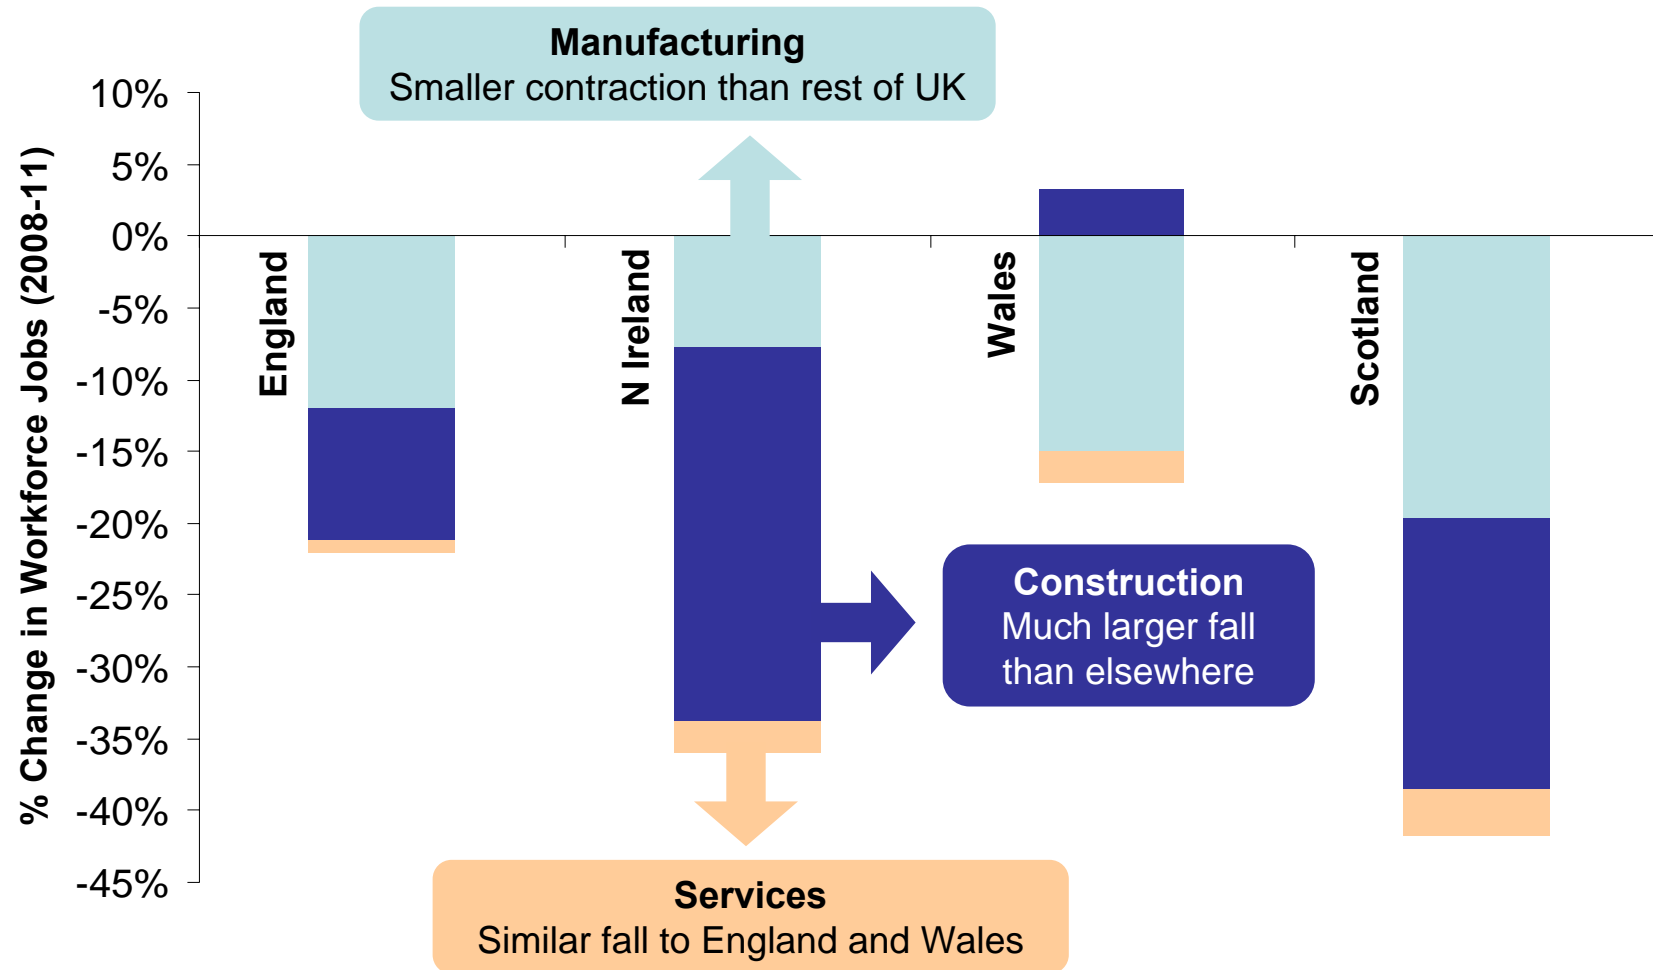 Manufacturing
Smaller contraction than rest of UK
% Change in Workforce Jobs (2008-11)
10%
5%
0%
-5%
-10%
-15%
-20%
-25%
-30%
-35%
-40%
-45%
England
N Ireland
Wales
Scotland
Construction
Much larger fall
than elsewhere
Services
Similar fall to England and Wales